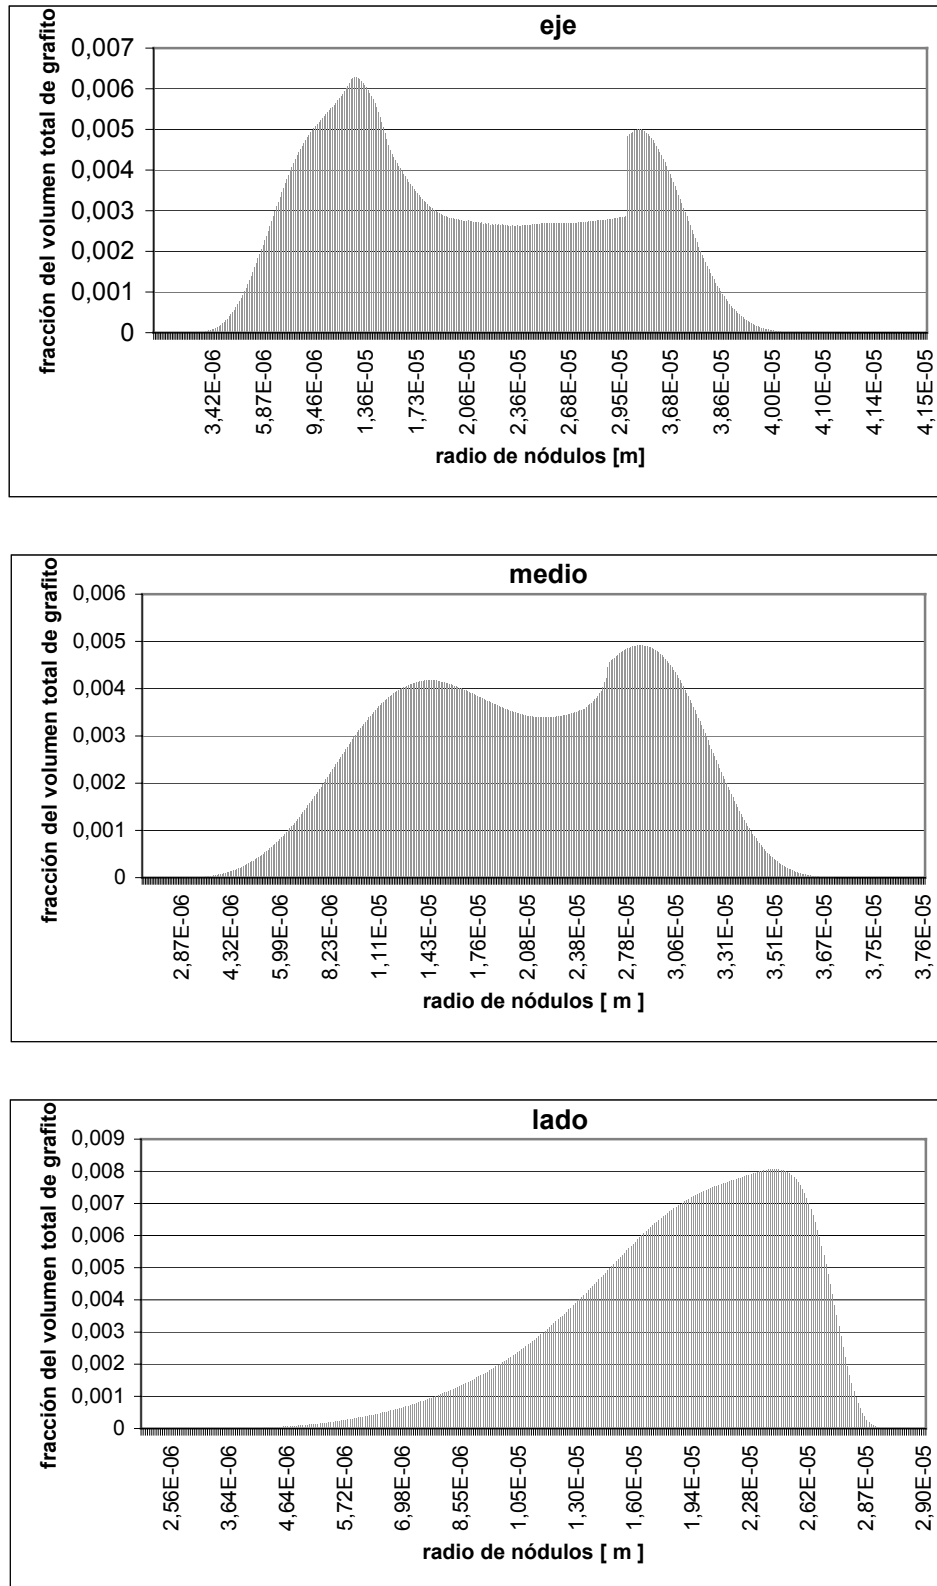 eje
fracción del volumen total de grafito
0,007
0,006
0,005
0,004
0,003
0,002
0,001
0
3,42E-06
5,87E-06
9,46E-06
1,36E-05
1,73E-05
2,06E-05
2,36E-05
2,68E-05
2,95E-05
3,68E-05
3,86E-05
4,00E-05
4,10E-05
4,14E-05
4,15E-05
radio de nódulos [m]
medio
fracción del volumen total de grafito
0,006
0,005
0,004
0,003
0,002
0,001
0
2,87E-06
4,32E-06
5,99E-06
8,23E-06
1,11E-05
1,43E-05
1,76E-05
2,08E-05
2,38E-05
2,78E-05
3,06E-05
3,31E-05
3,51E-05
3,67E-05
3,75E-05
3,76E-05
radio de nódulos [ m ]
lado
fracción del volumen total de grafito
0,009
0,008
0,007
0,006
0,005
0,004
0,003
0,002
0,001
0
2,56E-06
3,64E-06
4,64E-06
5,72E-06
6,98E-06
8,55E-06
1,05E-05
1,30E-05
1,60E-05
1,94E-05
2,28E-05
2,62E-05
2,87E-05
2,90E-05
radio de nódulos [ m ]